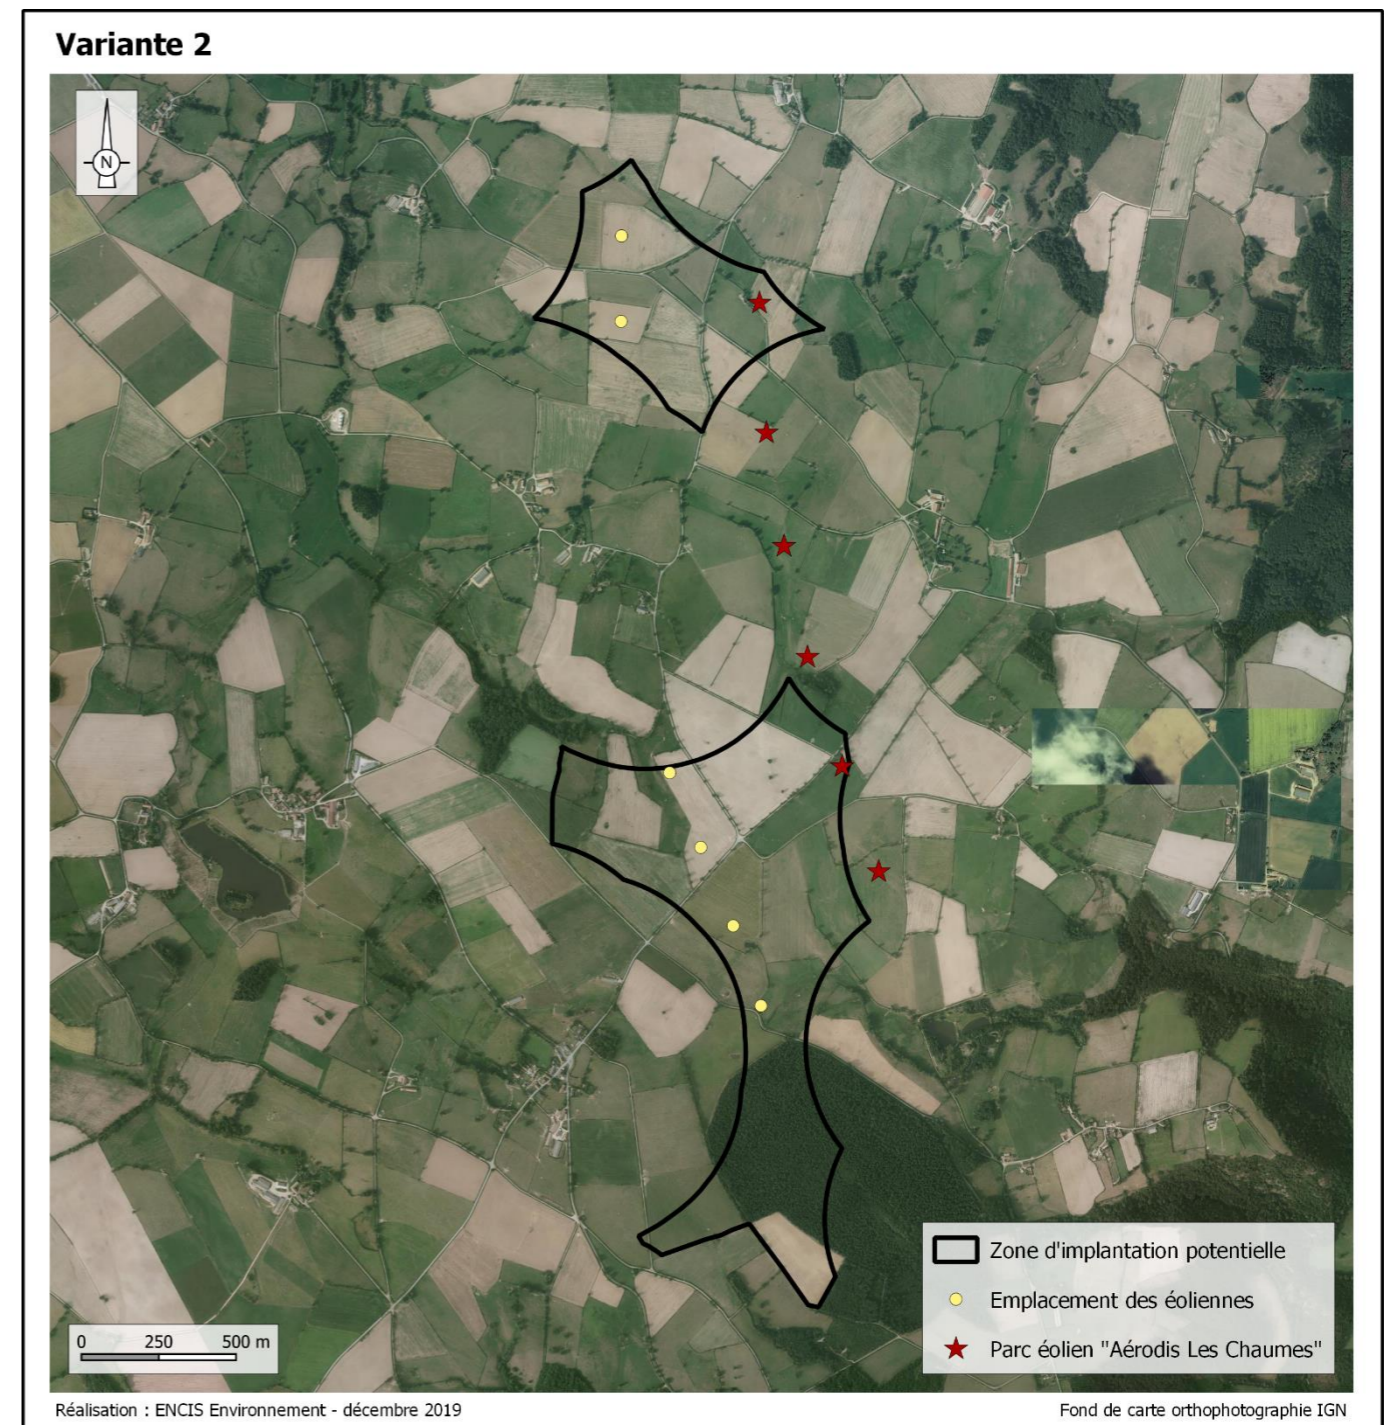 Variante 2
N
Zone d'implantation potentielle
Emplacement des éoliennes
Parc éolien "Aérodis Les Chaumes"
0 250 500 m
Réalisation : ENCIS Environnement - décembre 2019
Fond de carte orthophotographie IGN